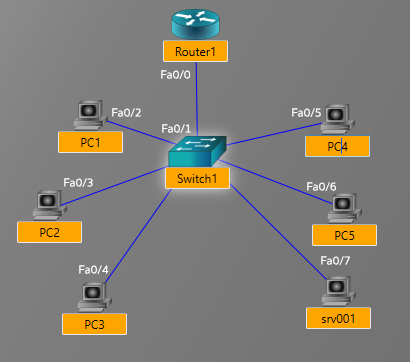 Router1
Fa0/0
Fa0/2
Fa0/1
Fa0/5
PC1
PC4
Fa0/3
Switch1
Fa0/6
PC2
PC5
Fa0/4
Fa0/7
PC3
srv001